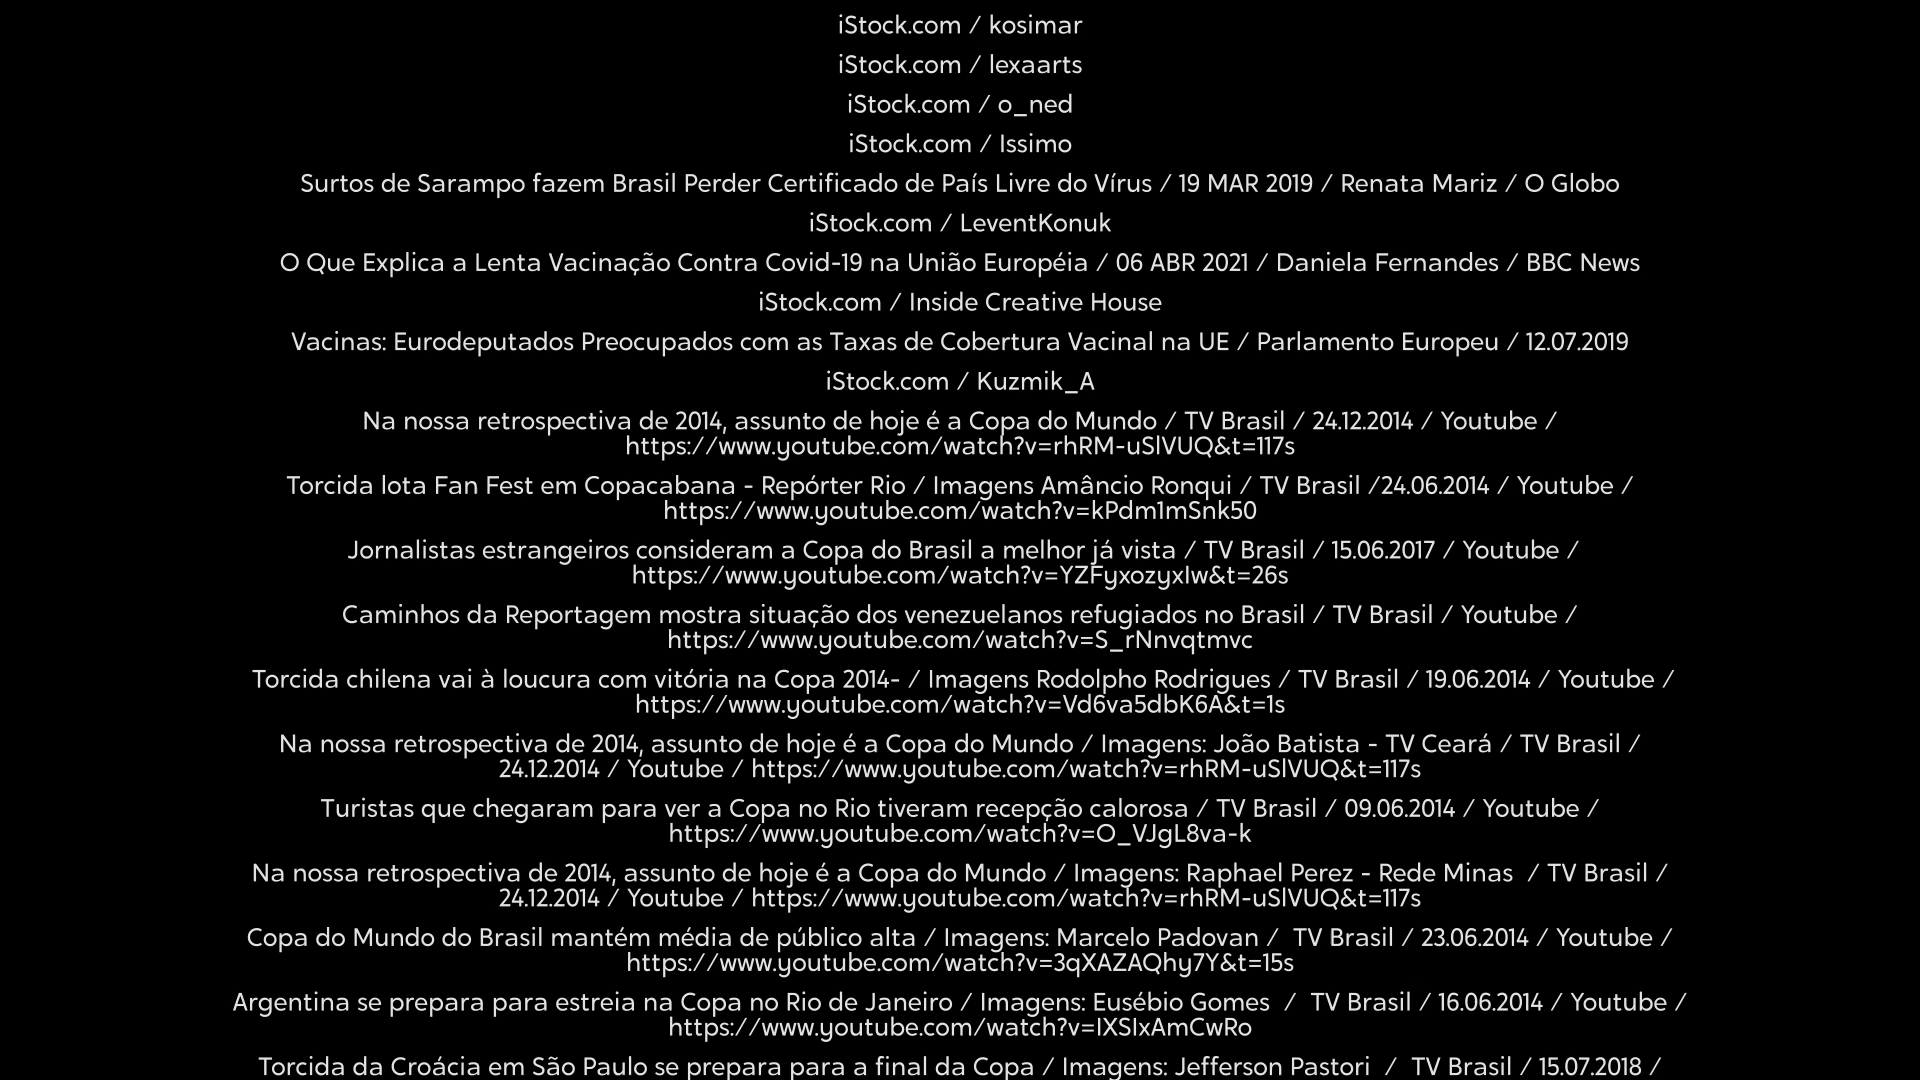 iStock.com / kosimar
iStock.com / lexaarts
iStock.com / o_ned
iStock.com / Issimo
Surtos de Sarampo fazem Brasil Perder Certificado de País Livre do Vírus / 19 MAR 2019 / Renata Mariz / O Globo
iStock.com / LeventKonuk
O Que Explica a Lenta Vacinação Contra Covid-19 na União Européia / 06 ABR 2021 / Daniela Fernandes / BBC News
iStock.com / Inside Creative House
Vacinas: Eurodeputados Preocupados com as Taxas de Cobertura Vacinal na UE / Parlamento Europeu / 12.07.2019
iStock.com / Kuzmik_A
Na nossa retrospectiva de 2014, assunto de hoje é a Copa do Mundo / TV Brasil / 24.12.2014 / Youtube /
https://www.youtube.com/watch?v=rhRM-uSlVUQ&t=117s
Torcida lota Fan Fest em Copacabana - Repórter Rio / Imagens Amâncio Ronqui / TV Brasil /24.06.2014 / Youtube /
https://www.youtube.com/watch?v=kPdm1mSnk50
Jornalistas estrangeiros consideram a Copa do Brasil a melhor já vista / TV Brasil / 15.06.2017 / Youtube /
https://www.youtube.com/watch?v=YZFyxozyxIw&t=26s
Caminhos da Reportagem mostra situação dos venezuelanos refugiados no Brasil / TV Brasil / Youtube /
https://www.youtube.com/watch?v=S_rNnvqtmvc
Torcida chilena vai à loucura com vitória na Copa 2014- / Imagens Rodolpho Rodrigues / TV Brasil / 19.06.2014 / Youtube /
https://www.youtube.com/watch?v=Vd6va5dbK6A&t=1s
Na nossa retrospectiva de 2014, assunto de hoje é a Copa do Mundo / Imagens: João Batista - TV Ceará / TV Brasil /
24.12.2014 / Youtube / https://www.youtube.com/watch?v=rhRM-uSlVUQ&t=117s
Turistas que chegaram para ver a Copa no Rio tiveram recepção calorosa / TV Brasil / 09.06.2014 / Youtube /
https://www.youtube.com/watch?v=O_VJgL8va-k
Na nossa retrospectiva de 2014, assunto de hoje é a Copa do Mundo / Imagens: Raphael Perez - Rede Minas / TV Brasil /
24.12.2014 / Youtube / https://www.youtube.com/watch?v=rhRM-uSlVUQ&t=117s
Copa do Mundo do Brasil mantém média de público alta / Imagens: Marcelo Padovan / TV Brasil / 23.06.2014 / Youtube /
https://www.youtube.com/watch?v=3qXAZAQhy7Y&t=15s
Argentina se prepara para estreia na Copa no Rio de Janeiro / Imagens: Eusébio Gomes / TV Brasil / 16.06.2014 / Youtube /
https://www.youtube.com/watch?v=IXSIxAmCwRo
Torcida da Croácia em São Paulo se prepara para a final da Copa / Imagens: Jefferson Pastori / TV Brasil / 15.07.2018 /